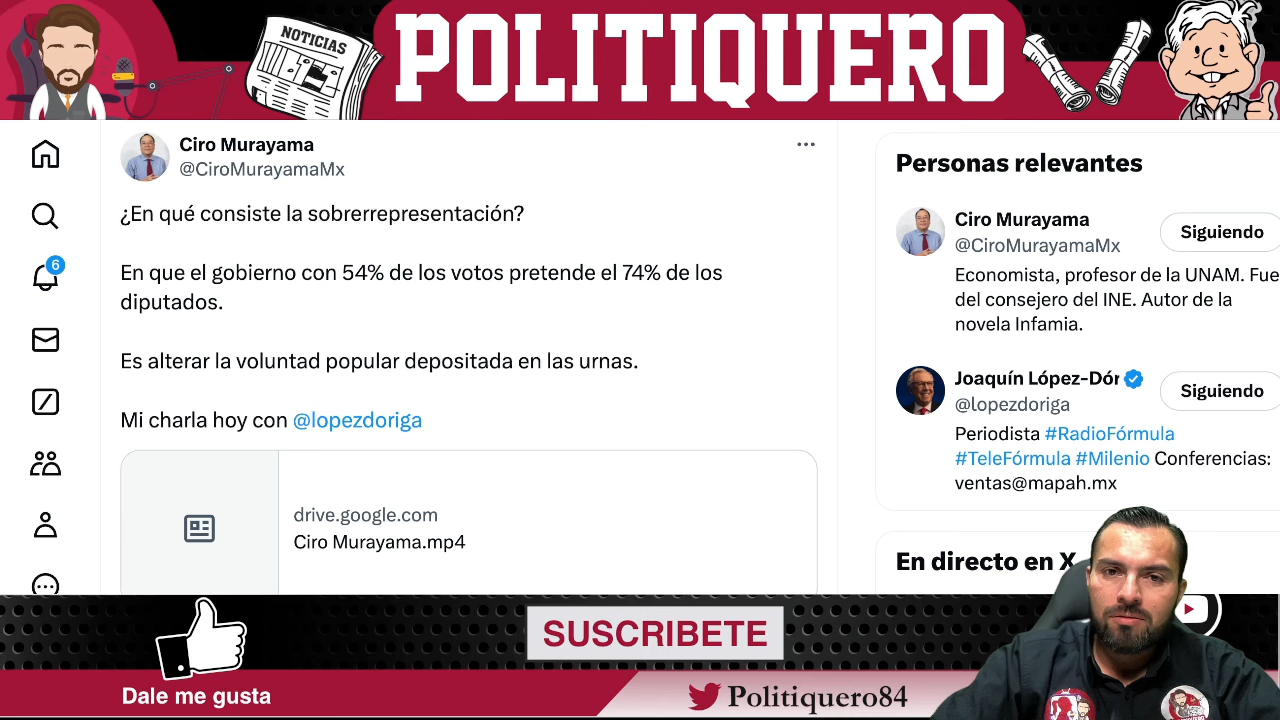 NOTICIAS
POLITIQUERO
Ciro Murayama
@CiroMurayamaMx
¿En qué consiste la sobrerrepresentación?
En que el gobierno con 54% de los votos pretende el 74% de los
diputados.
Es alterar la voluntad popular depositada en las urnas.
Mi charla hoy con @lopezdoriga
drive.google.com
Ciro Murayama.mp4
6
Personas relevantes
Ciro Murayama
Siguiendo
@CiroMurayamaMx
Economista, profesor de la UNAM. Fue
del consejero del INE. Autor de la
novela Infamia.
Joaquín López-Dór
Siguiendo
@lopezdoriga
Periodista #RadioFórmula
#TeleFórmula #Milenio Conferencias:
ventas@mapah.mx
En directo en X
SUSCRIBETE
Dale me gusta
Politiquero84